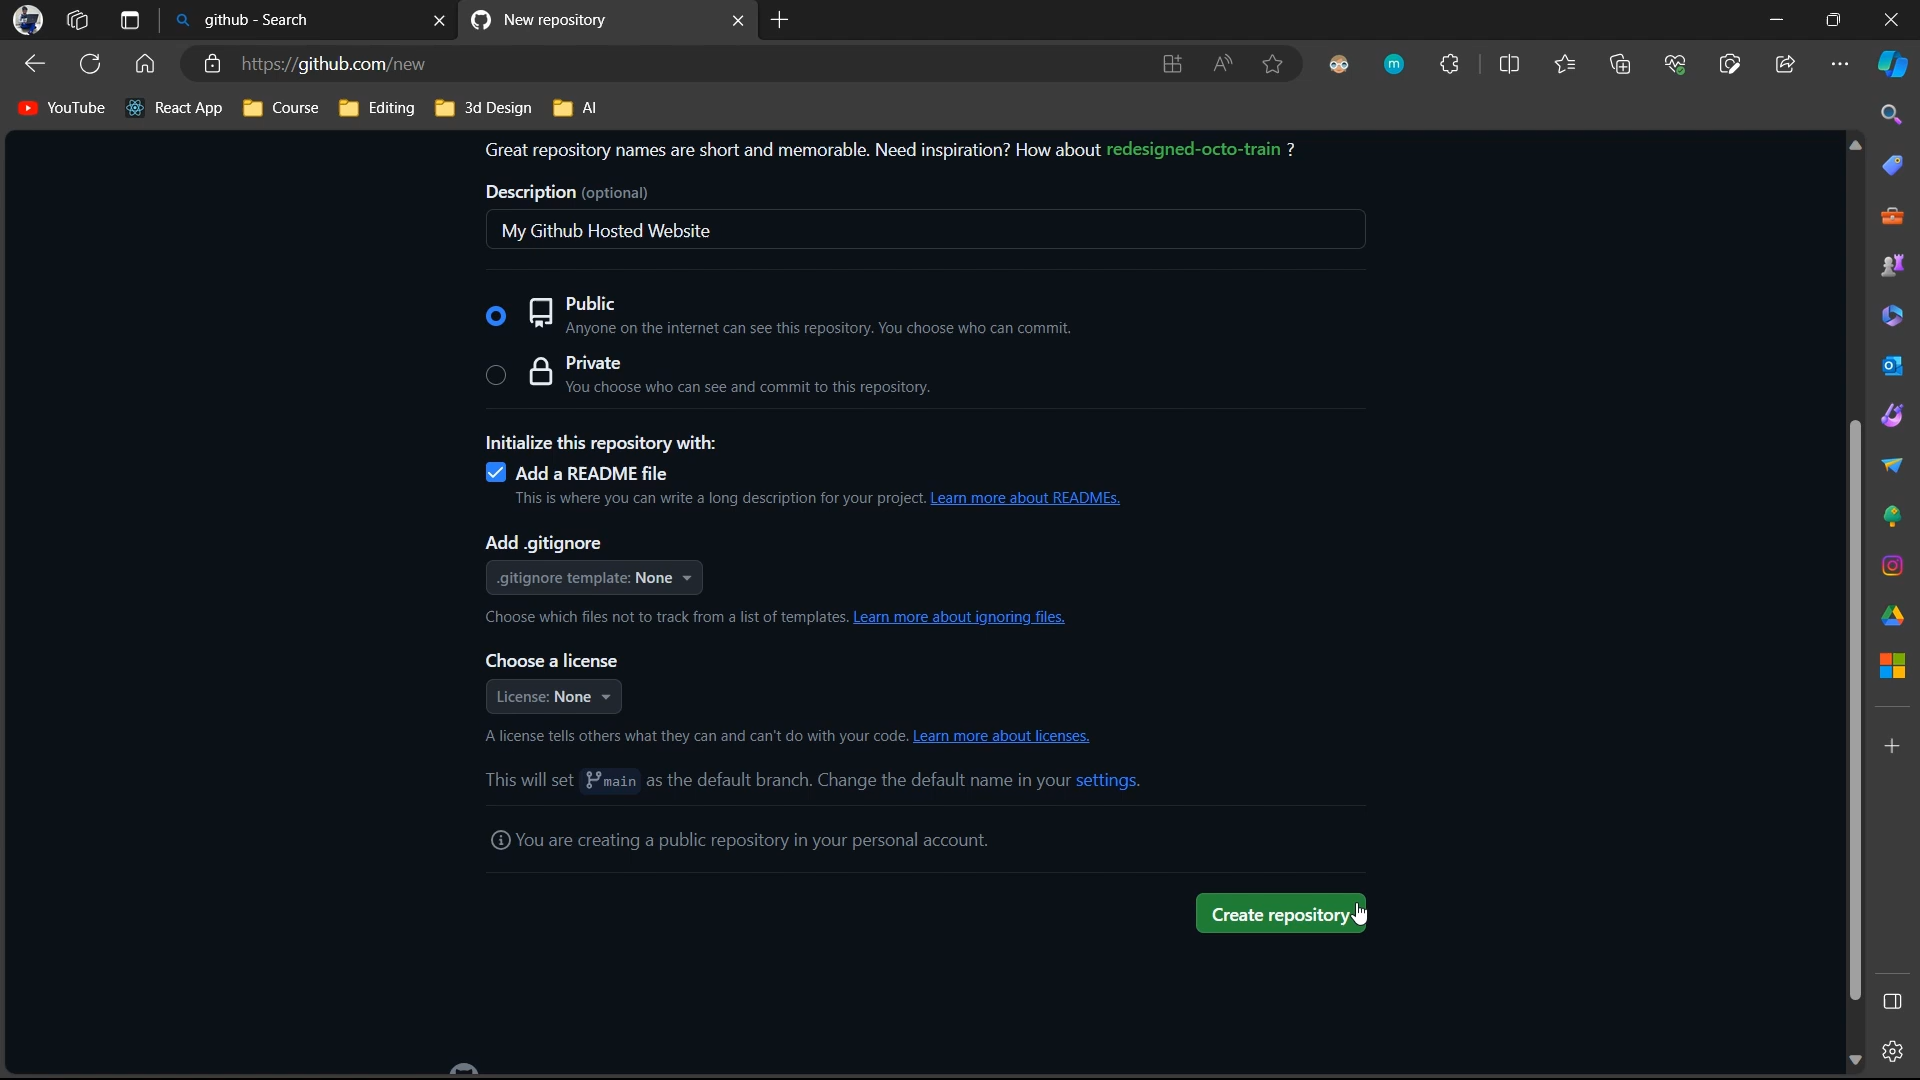 github - Search
New repository
https://github.com/new
m
YouTube
React App
Course
Editing
3d Design
AI
Great repository names are short and memorable. Need inspiration? How about redesigned-octo-train ?
Description (optional)
My Github Hosted Website
Public
Anyone on the internet can see this repository. You choose who can commit.
Private
You choose who can see and commit to this repository.
Initialize this repository with:
Add a README file
This is where you can write a long description for your project. Learn more about READMEs.
Add .gitignore
.gitignore template: None
Choose which files not to track from a list of templates. Learn more about ignoring files.
Choose a license
License: None
A license tells others what they can and can't do with your code. Learn more about licenses.
This will set main as the default branch. Change the default name in your settings.
You are creating a public repository in your personal account.
Create repository